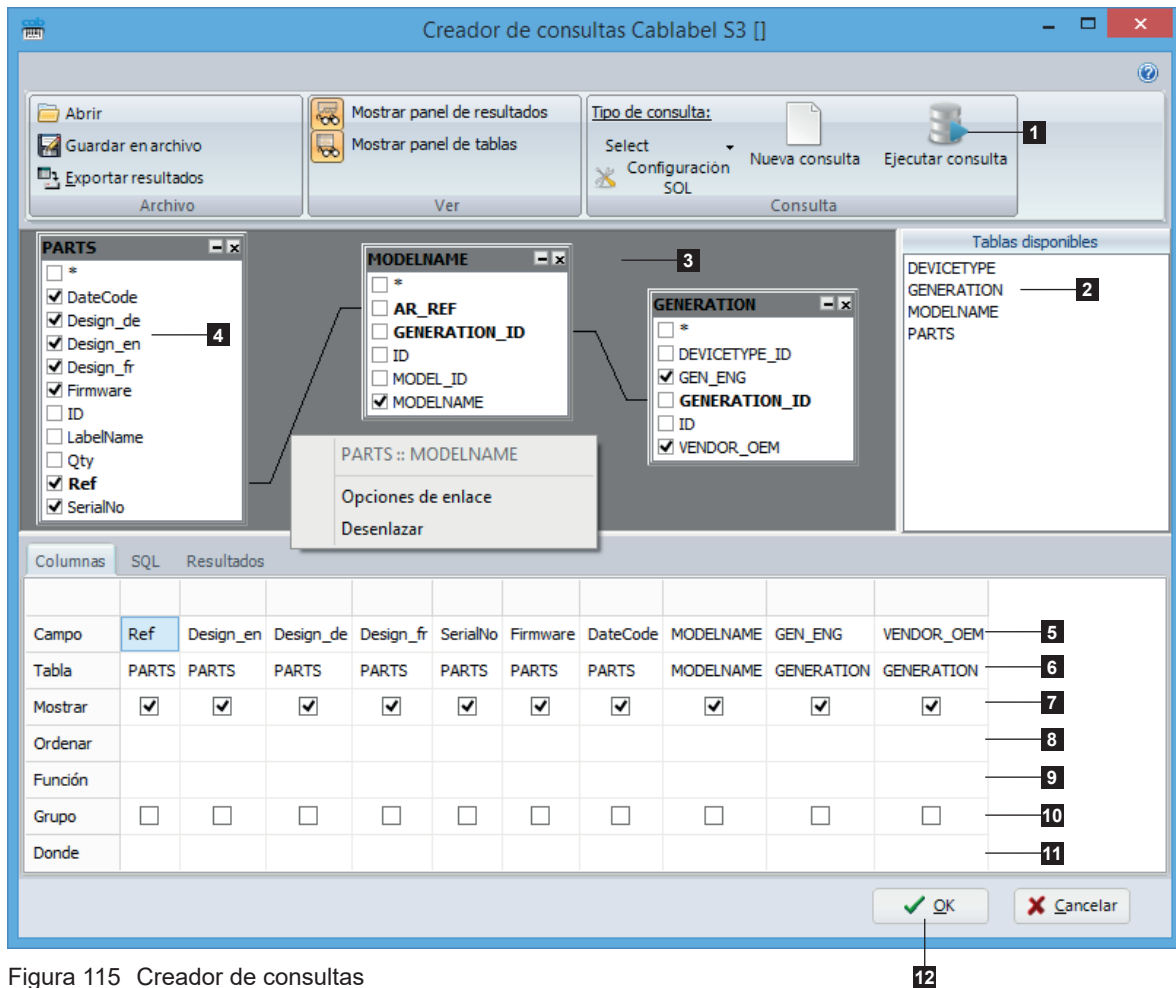 cab
Creador de consultas Cablabel S3 []
Abrir
Guardar en archivo
Exportar resultados
Archivo
Mostrar panel de resultados
Mostrar panel de tablas
Ver
Tipo de consulta:
Select
Configuración
SQL
Nueva consulta
Ejecutar consulta
Consulta
1
PARTS
*
DateCode
Design_de
Design_en
Design_fr
Firmware
ID
LabelName
Qty
Ref
SerialNo
4
MODELNAME
*
AR_REF
GENERATION_ID
ID
MODEL_ID
MODELNAME
3
GENERATION
*
DEVICETYPE_ID
GEN_ENG
GENERATION_ID
ID
VENDOR_OEM
Tablas disponibles
DEVICETYPE
GENERATION
MODELNAME
PARTS
2
PARTS :: MODELNAME
Opciones de enlace
Desenlazar
Columnas SQL Resultados
Campo Ref Design_en Design_de Design_fr SerialNo Firmware DateCode MODELNAME GEN_ENG VENDOR_OEM 5
Tabla PARTS PARTS PARTS PARTS PARTS PARTS PARTS MODELNAME GENERATION GENERATION 6
Mostrar 7
Ordenar 8
Función 9
Grupo 10
Donde 11
OK Cancelar
12
Figura 115 Creador de consultas